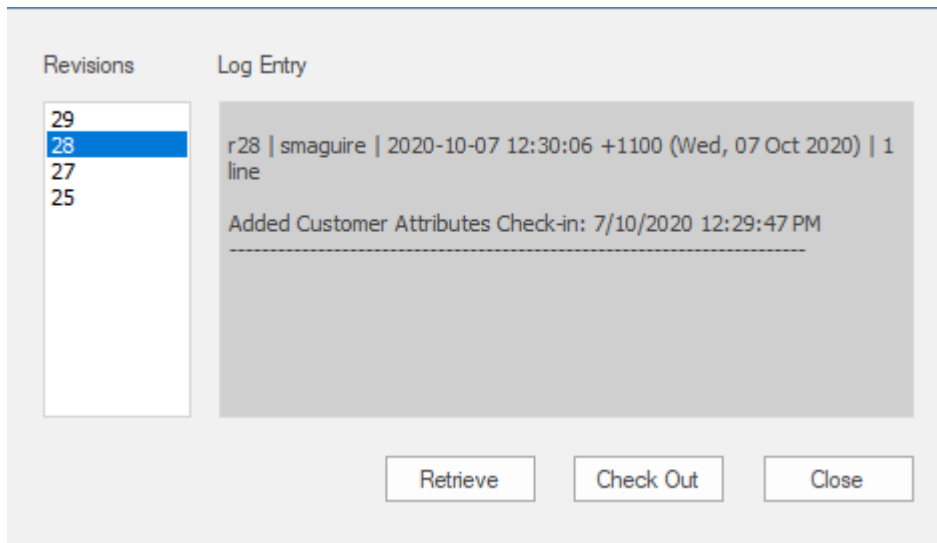 Revisions
Log Entry
29
28
27
25
r28 | smaguire | 2020-10-07 12:30:06 +1100 (Wed, 07 Oct 2020) | 1
line
Added Customer Attributes Check-in: 7/10/2020 12:29:47 PM
------------------------------------------------------------------------
Retrieve
Check Out
Close